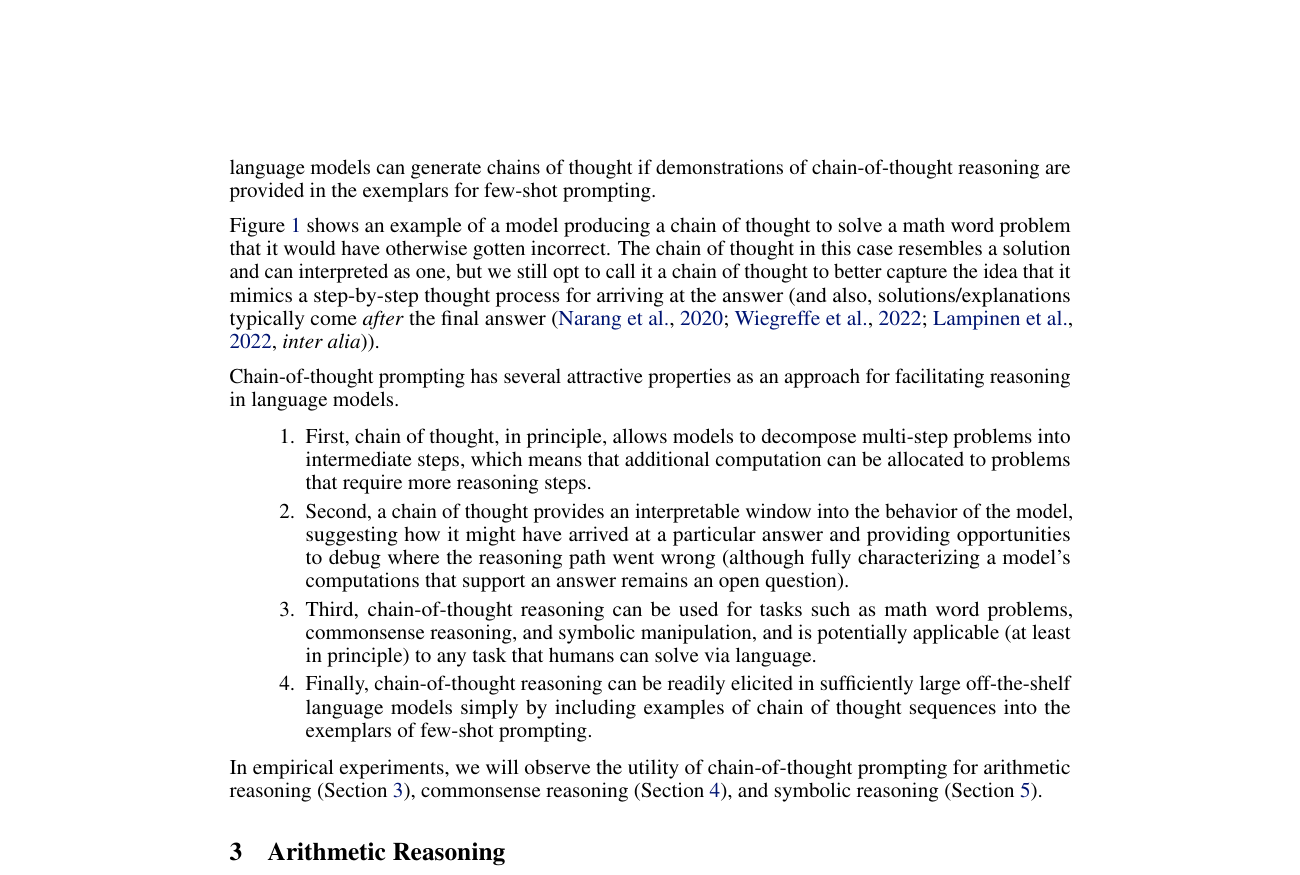 language models can generate chains of thought if demonstrations of chain-of-thought reasoning are
provided in the exemplars for few-shot prompting.
Figure 1 shows an example of a model producing a chain of thought to solve a math word problem
that it would have otherwise gotten incorrect. The chain of thought in this case resembles a solution
and can interpreted as one, but we still opt to call it a chain of thought to better capture the idea that it
mimics a step-by-step thought process for arriving at the answer (and also, solutions/explanations
typically come after the final answer (Narang et al., 2020; Wiegreffe et al., 2022; Lampinen et al.,
2022, inter alia)).
Chain-of-thought prompting has several attractive properties as an approach for facilitating reasoning
in language models.
1. First, chain of thought, in principle, allows models to decompose multi-step problems into
intermediate steps, which means that additional computation can be allocated to problems
that require more reasoning steps.
2. Second, a chain of thought provides an interpretable window into the behavior of the model,
suggesting how it might have arrived at a particular answer and providing opportunities
to debug where the reasoning path went wrong (although fully characterizing a model's
computations that support an answer remains an open question).
3. Third, chain-of-thought reasoning can be used for tasks such as math word problems,
commonsense reasoning, and symbolic manipulation, and is potentially applicable (at least
in principle) to any task that humans can solve via language.
4. Finally, chain-of-thought reasoning can be readily elicited in sufficiently large off-the-shelf
language models simply by including examples of chain of thought sequences into the
exemplars of few-shot prompting.
In empirical experiments, we will observe the utility of chain-of-thought prompting for arithmetic
reasoning (Section 3), commonsense reasoning (Section 4), and symbolic reasoning (Section 5).
3 Arithmetic Reasoning